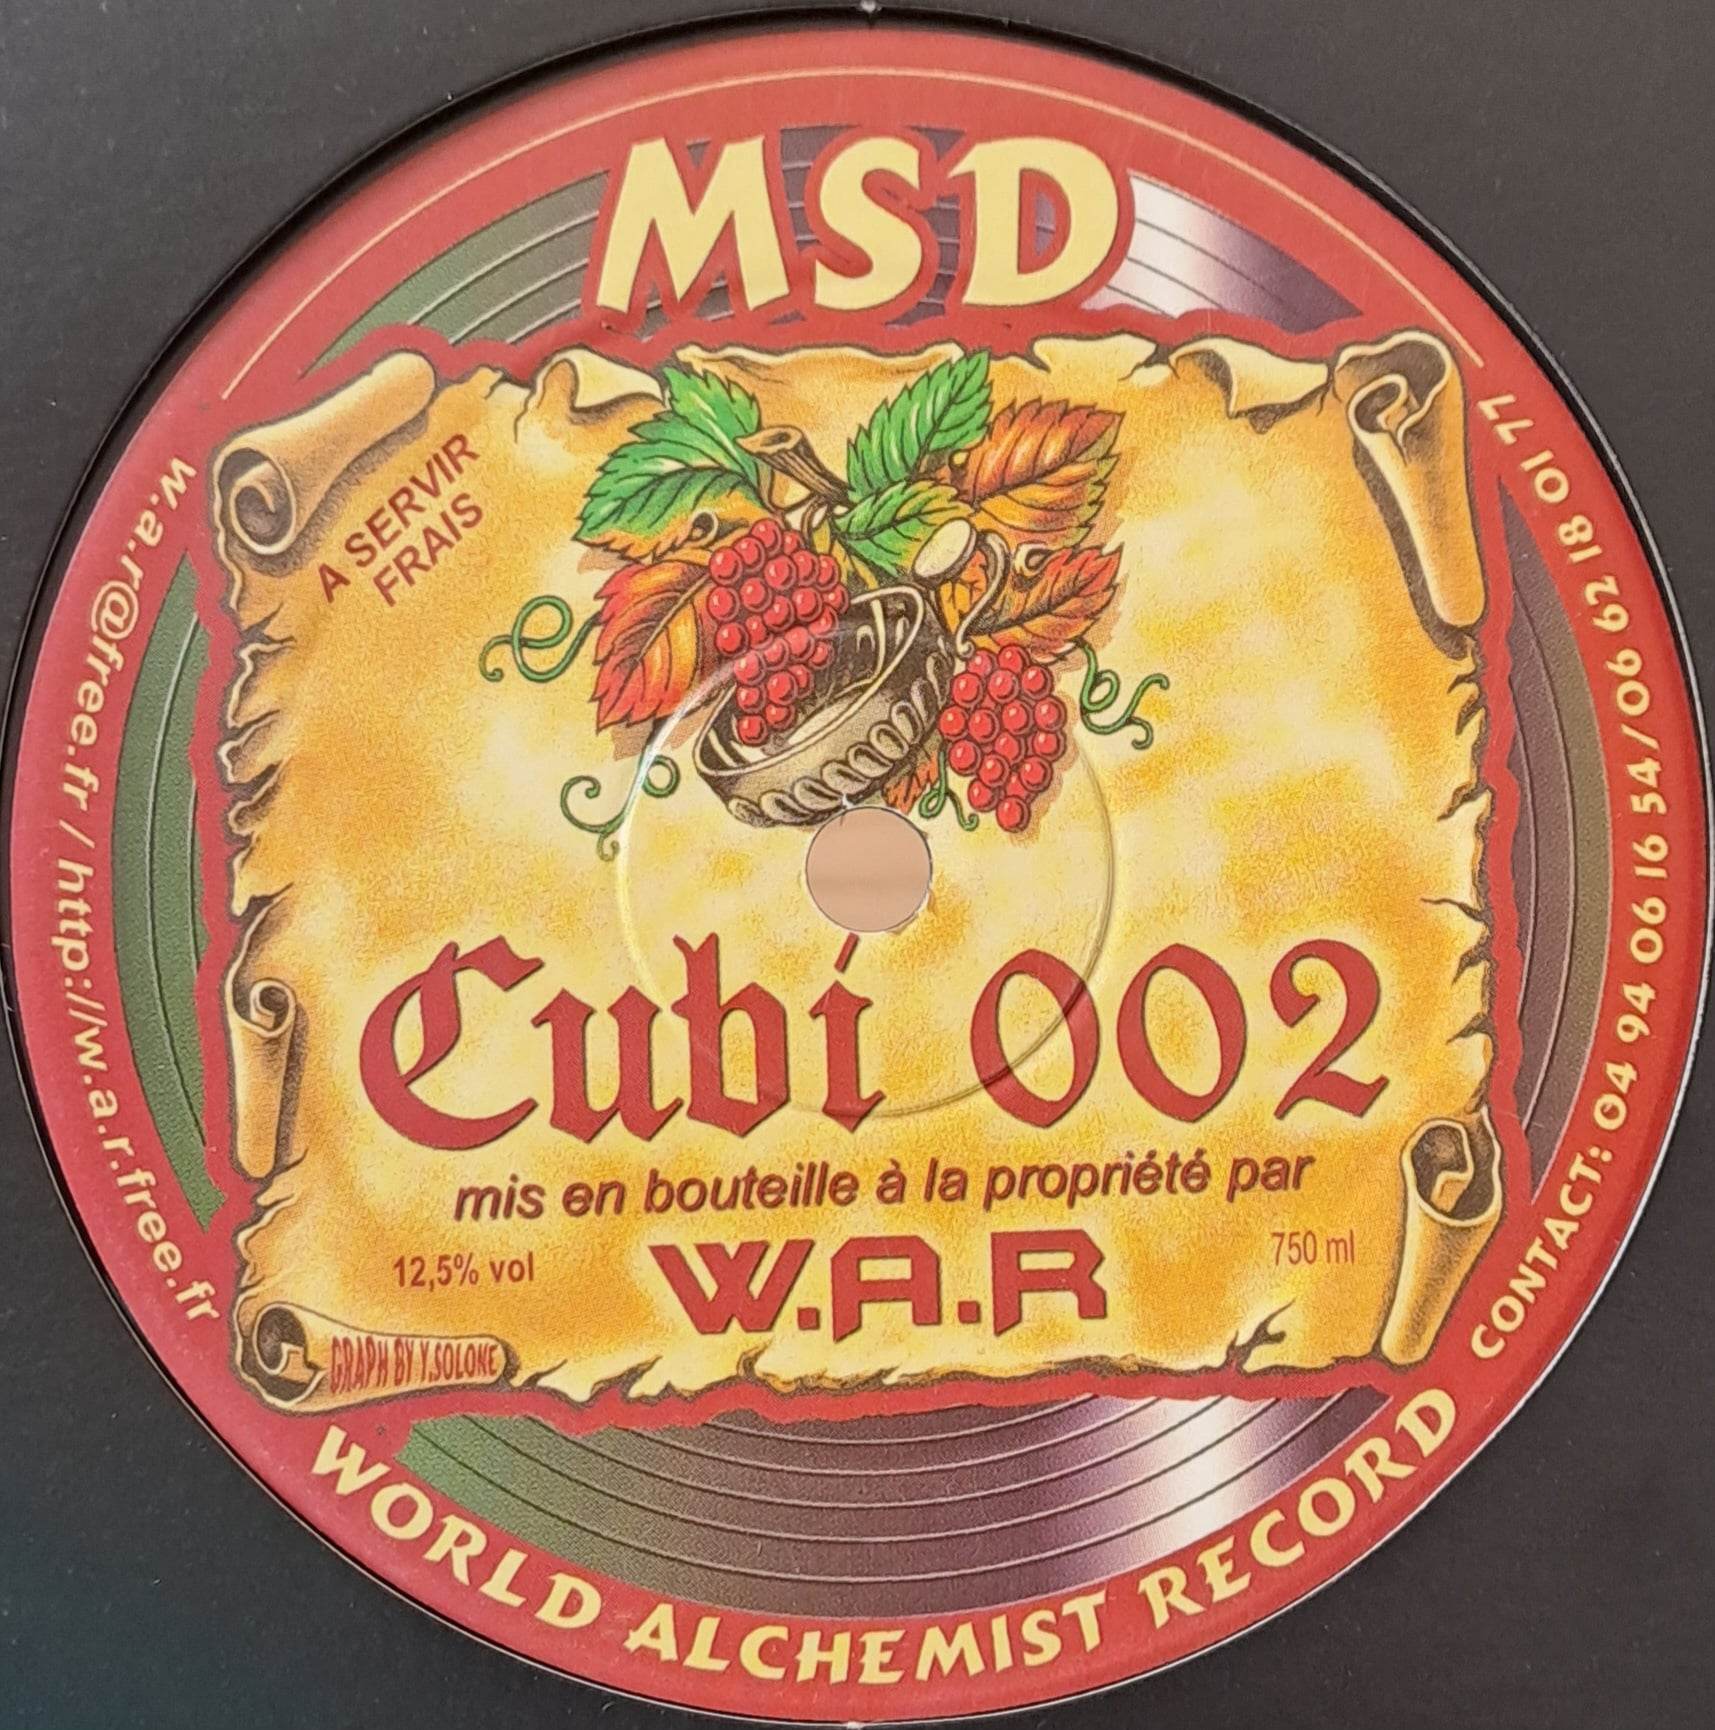 MSD
A SERVIR
FRAIS
Cubi 002
mis en bouteille à la propriété par
12,5% vol
W.A.R
750 ml
GRAPH BY Y.SOLONE
w.a.r@free.fr / http://w.a.r.free.fr
WORLD ALCHEMIST RECORD
CONTACT: 04 94 06 16 54/06 62 18 01 77